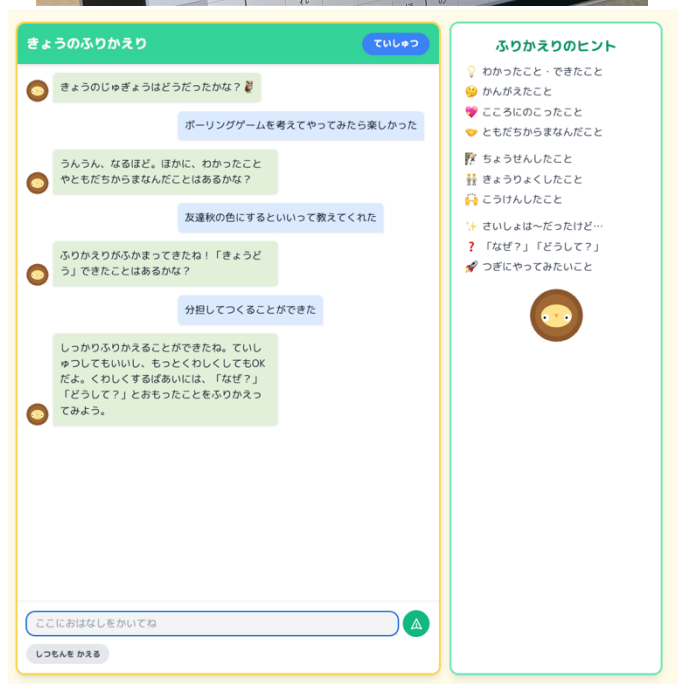 きょうのふりかえり
ていしゅつ
きょうのじゅぎょうはどうだったかな？🦉
ボーリングゲームを考えてやってみたら楽しかった
うんうん、なるほど。ほかに、わかったこと
やともだちからまなんだことはあるかな？
友達秋の色にするといいって教えてくれた
ふりかえりがふかまってきたね！「きょうど
う」できたことはあるかな？
分担してつくることができた
しっかりふりかえることができたね。ていし
ゅつしてもいいし、もっとくわしくしてもOK
だよ。くわしくするばあいには、「なぜ？」
「どうして？」とおもったことをふりかえっ
てみよう。
ここにおはなしをかいてね
しつもんを かえる
ふりかえりのヒント
💡 わかったこと・できたこと
🤔 かんがえたこと
💖 こころにのこったこと
🤝 ともだちからまなんだこと
🧗 ちょうせんしたこと
👬 きょうりょくしたこと
🙌 こうけんしたこと
✨ さいしょは〜だったけど…
❓ 「なぜ？」「どうして？」
🚀 つぎにやってみたいこと